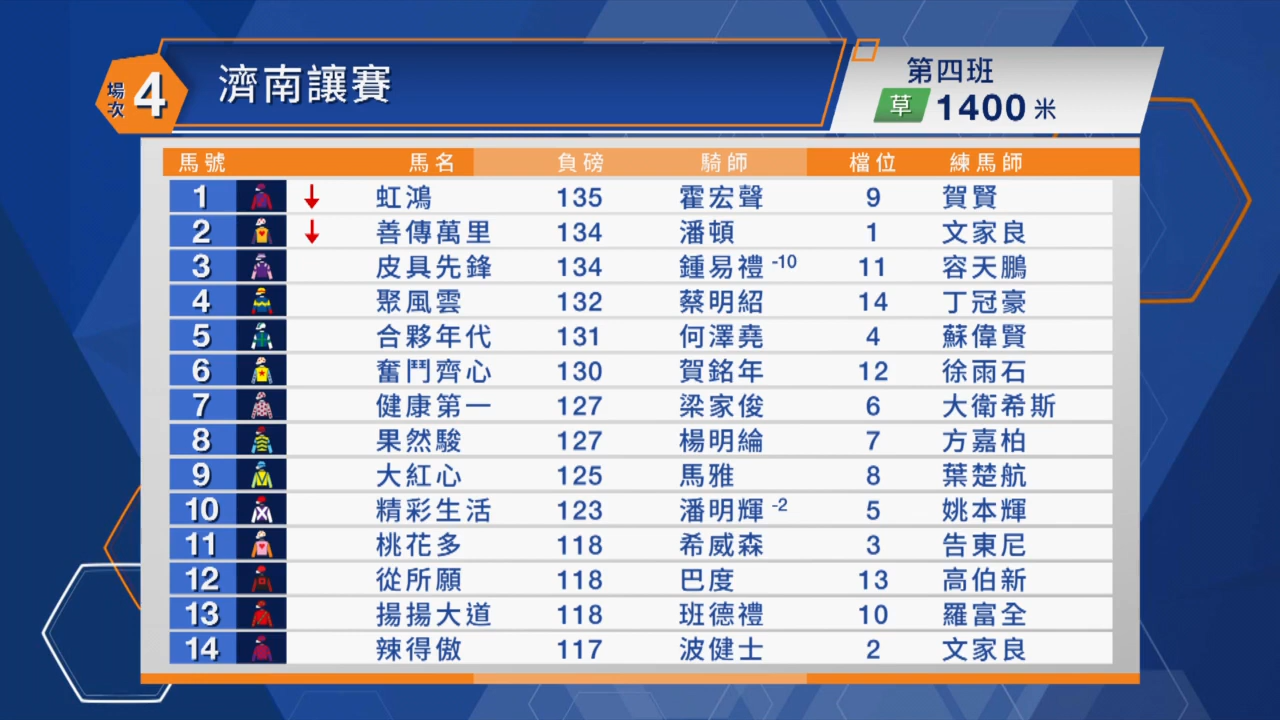 場次 4 濟南讓賽
第四班
草 1400 米
馬號 馬名 負磅 騎師 檔位 練馬師
1 ↓ 虹鴻 135 霍宏聲 9 賀賢
2 ↓ 善傳萬里 134 潘頓 1 文家良
3 皮具先鋒 134 鍾易禮 -10 11 容天鵬
4 聚風雲 132 蔡明紹 14 丁冠豪
5 合夥年代 131 何澤堯 4 蘇偉賢
6 奮鬥齊心 130 賀銘年 12 徐雨石
7 健康第一 127 梁家俊 6 大衛希斯
8 果然駿 127 楊明綸 7 方嘉柏
9 大紅心 125 馬雅 8 葉楚航
10 精彩生活 123 潘明輝 -2 5 姚本輝
11 桃花多 118 希威森 3 告東尼
12 從所願 118 巴度 13 高伯新
13 揚揚大道 118 班德禮 10 羅富全
14 辣得傲 117 波健士 2 文家良